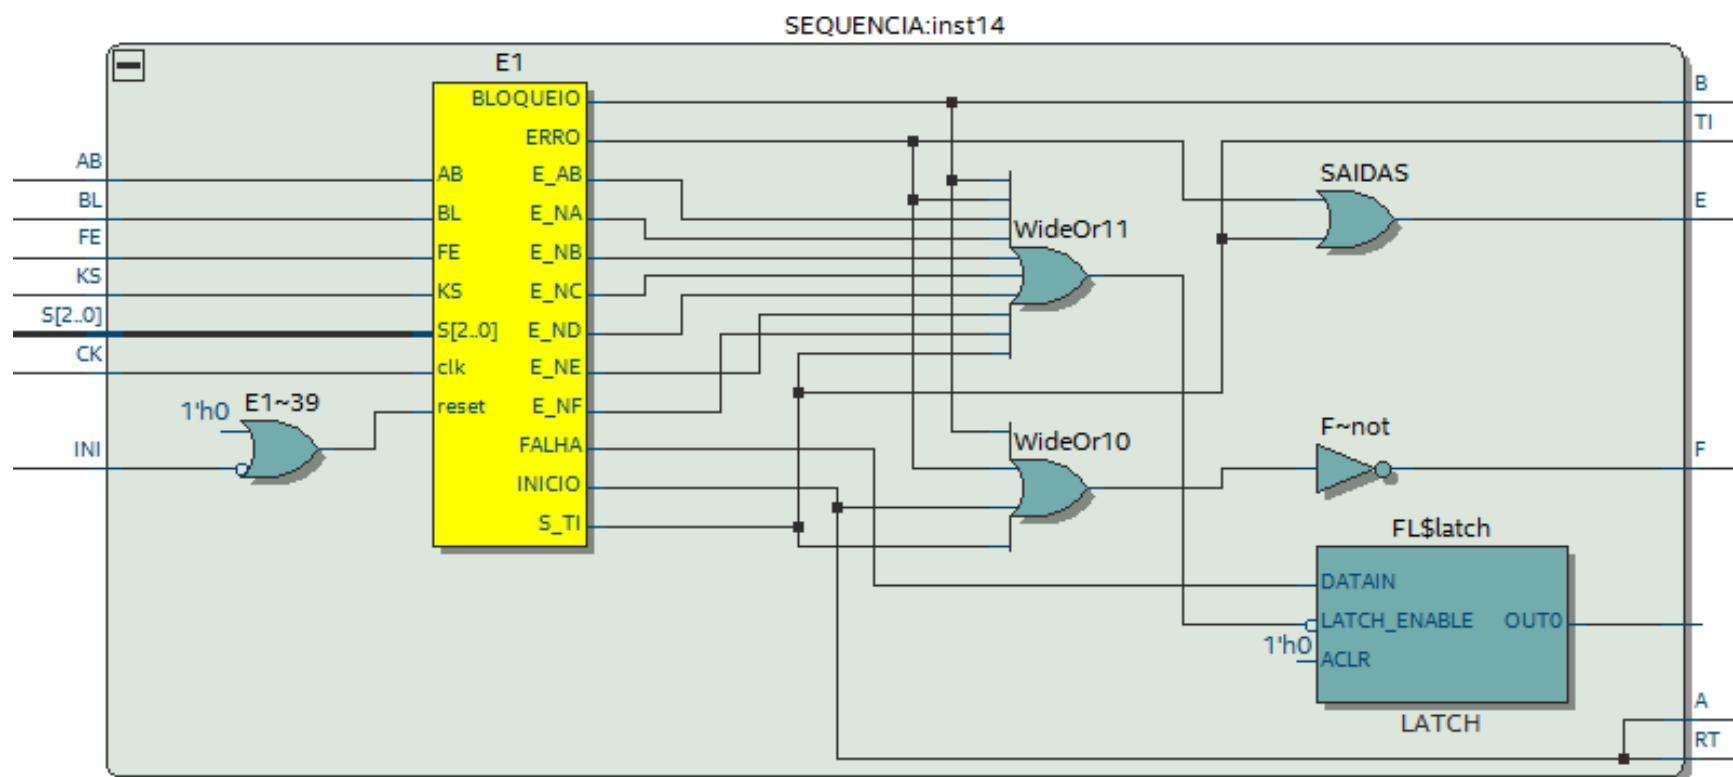 SEQUENCIA:inst14
E1
BLOQUEIO
ERRO
E_AB
E_NA
E_NB
E_NC
E_ND
E_NE
E_NF
FALHA
INICIO
S_TI
AB
BL
FE
KS
S[2..0]
clk
reset
AB
BL
FE
KS
S[2..0]
CK
INI
1'h0
E1~39
WideOr11
WideOr10
SAIDAS
F~not
FL$latch
DATAIN
LATCH_ENABLE
OUT0
1'h0
ACLR
LATCH
B
TI
E
F
A
RT